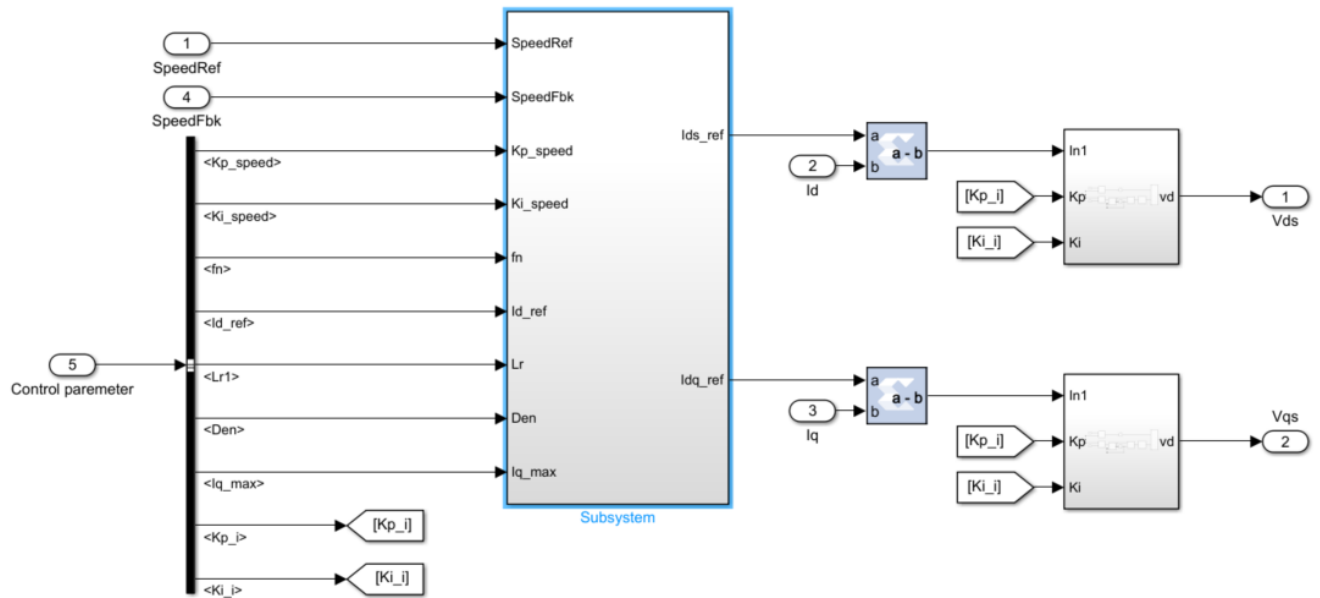 1
SpeedRef
4
SpeedFbk
<Kp_speed>
<Ki_speed>
<fn>
<Id_ref>
5
Control paremeter
<Lr1>
<Den>
<Iq_max>
<Kp_i>
[Kp_i]
<Ki_i>
[Ki_i]
SpeedRef
SpeedFbk
Kp_speed
Ki_speed
fn
Id_ref
Lr
Den
Iq_max
Ids_ref
Idq_ref
Subsystem
2
Id
a
b
a - b
[Kp_i]
[Ki_i]
In1
Kp
Ki
vd
1
Vds
3
Iq
a
b
a - b
[Kp_i]
[Ki_i]
In1
Kp
Ki
vd
Vqs
2